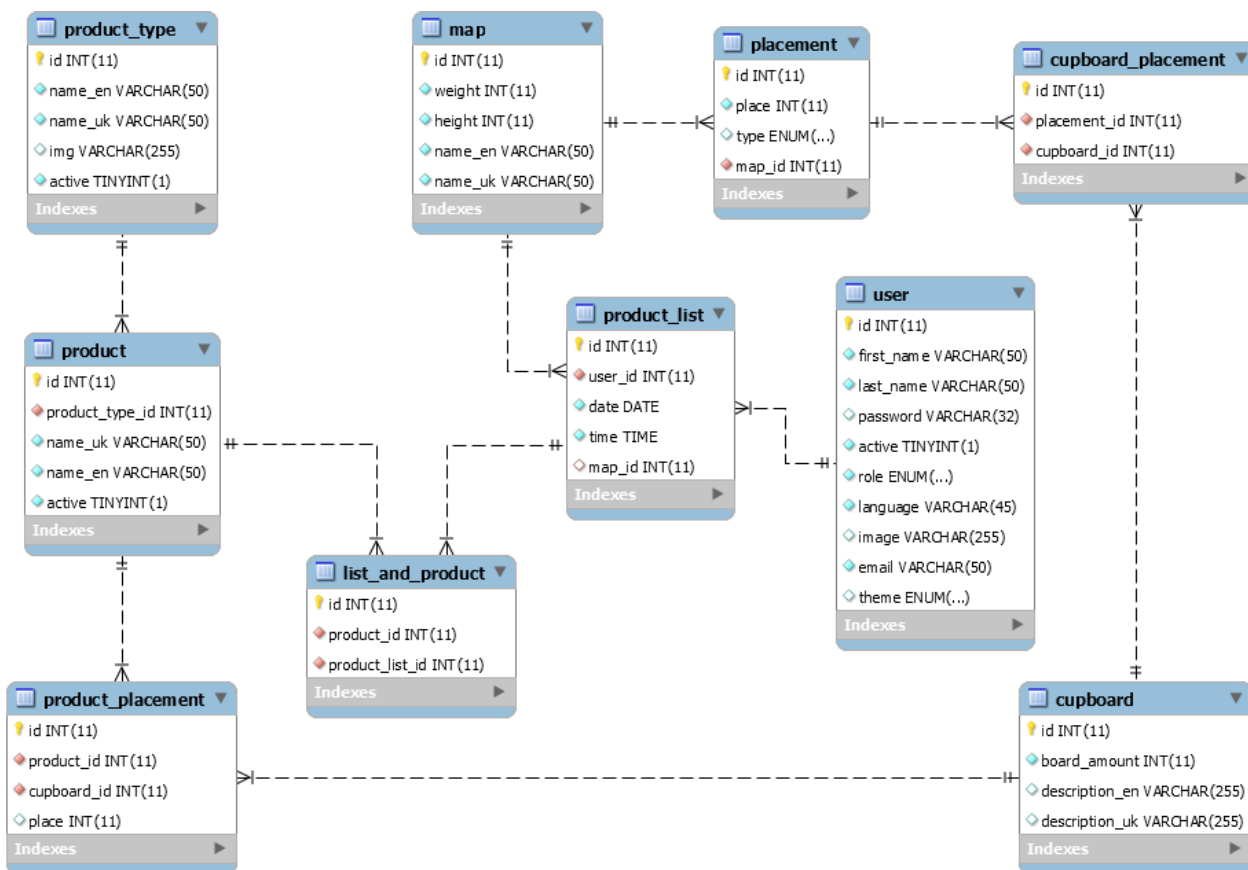 product_type
id INT(11)
name_en VARCHAR(50)
name_uk VARCHAR(50)
img VARCHAR(255)
active TINYINT(1)
Indexes
map
id INT(11)
weight INT(11)
height INT(11)
name_en VARCHAR(50)
name_uk VARCHAR(50)
Indexes
placement
id INT(11)
place INT(11)
type ENUM(...)
map_id INT(11)
Indexes
cupboard_placement
id INT(11)
placement_id INT(11)
cupboard_id INT(11)
Indexes
product
id INT(11)
product_type_id INT(11)
name_uk VARCHAR(50)
name_en VARCHAR(50)
active TINYINT(1)
Indexes
product_list
id INT(11)
user_id INT(11)
date DATE
time TIME
map_id INT(11)
Indexes
user
id INT(11)
first_name VARCHAR(50)
last_name VARCHAR(50)
password VARCHAR(32)
active TINYINT(1)
role ENUM(...)
language VARCHAR(45)
image VARCHAR(255)
email VARCHAR(50)
theme ENUM(...)
Indexes
list_and_product
id INT(11)
product_id INT(11)
product_list_id INT(11)
Indexes
product_placement
id INT(11)
product_id INT(11)
cupboard_id INT(11)
place INT(11)
Indexes
cupboard
id INT(11)
board_amount INT(11)
description_en VARCHAR(255)
description_uk VARCHAR(255)
Indexes